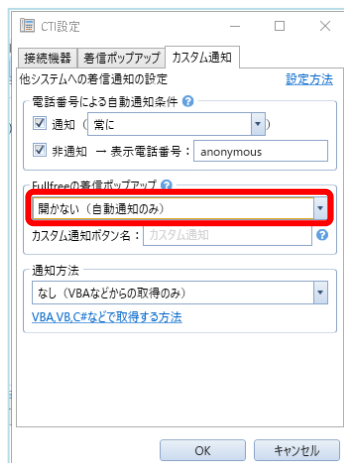 CTI設定
接続機器 着信ポップアップ カスタム通知
他システムへの着信通知の設定 設定方法
電話番号による自動通知条件
通知 ( 常に )
非通知 → 表示電話番号： anonymous
Fullfreeの着信ポップアップ
開かない（自動通知のみ）
カスタム通知ボタン名： カスタム通知
通知方法
なし（VBAなどからの取得のみ）
VBA,VB,C#などで取得する方法
OK キャンセル